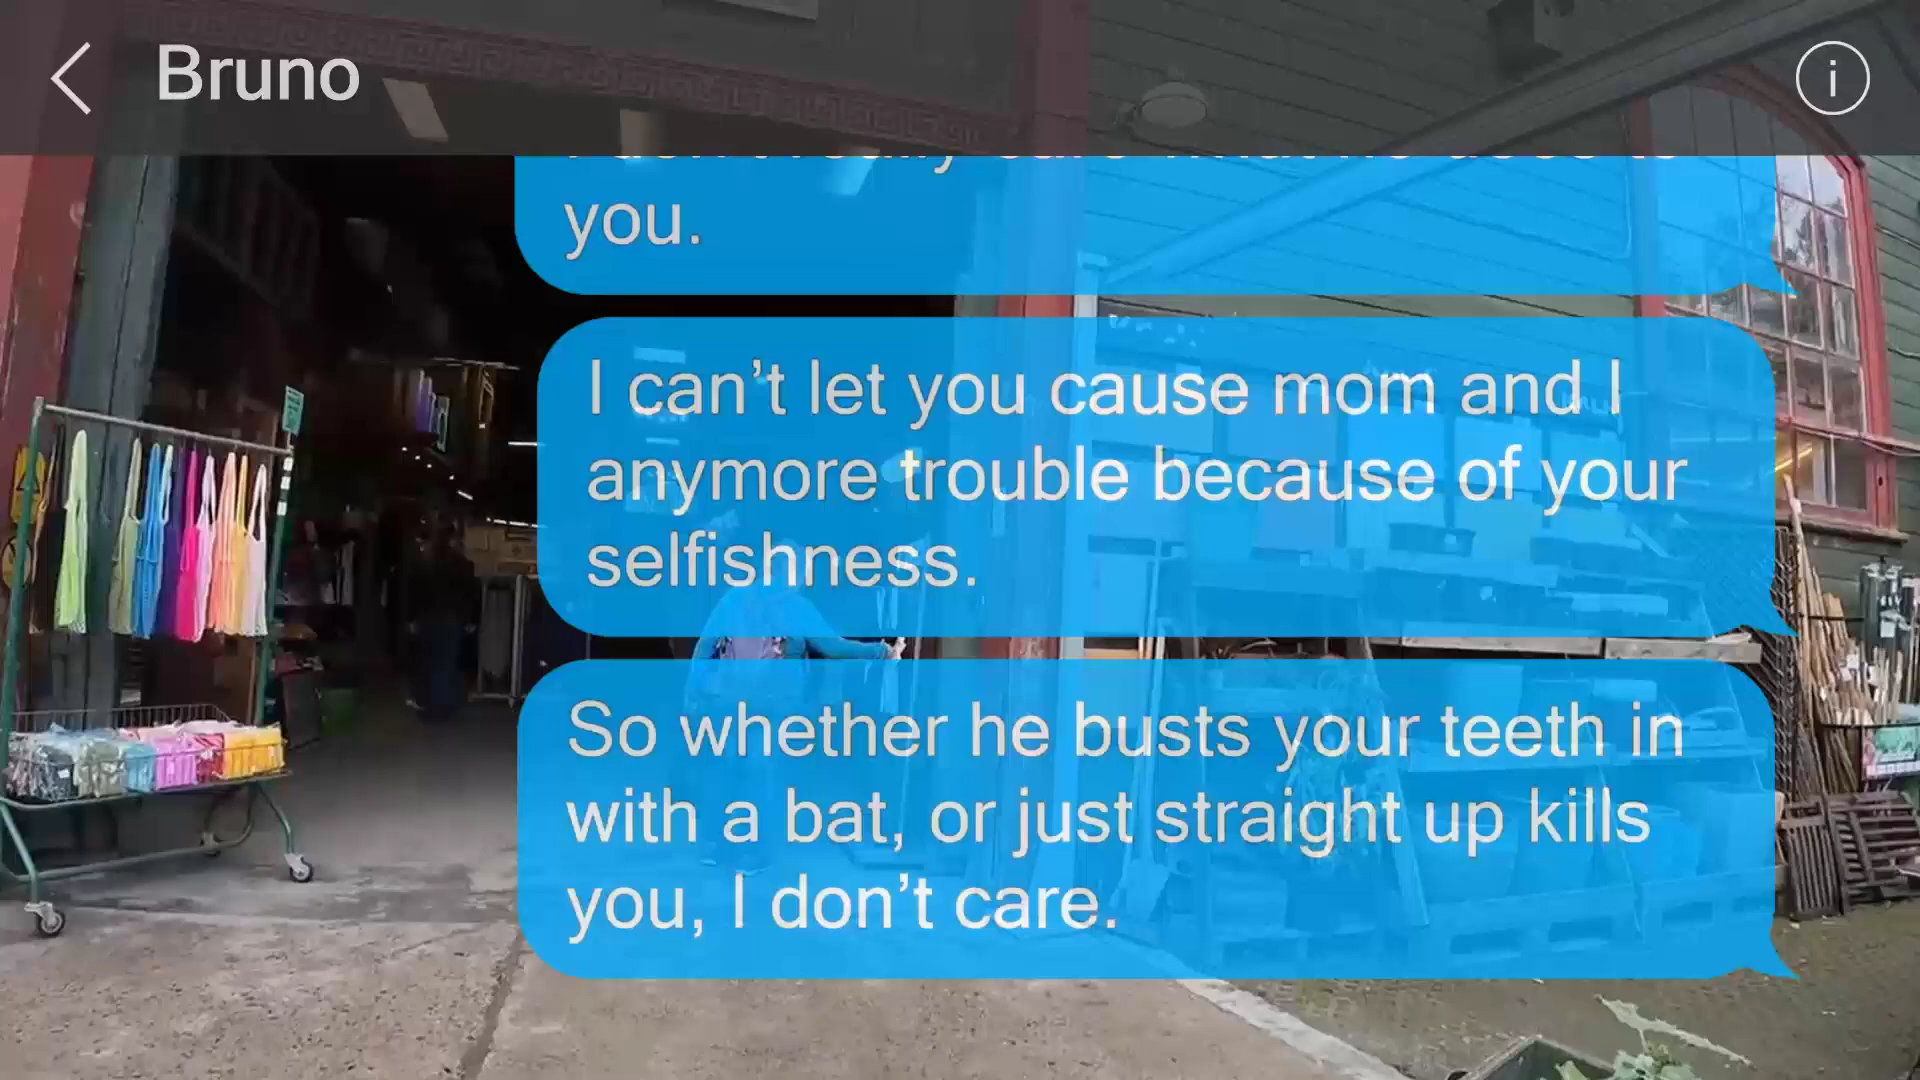 Bruno
you.
I can’t let you cause mom and I
anymore trouble because of your
selfishness.
So whether he busts your teeth in
with a bat, or just straight up kills
you, I don’t care.